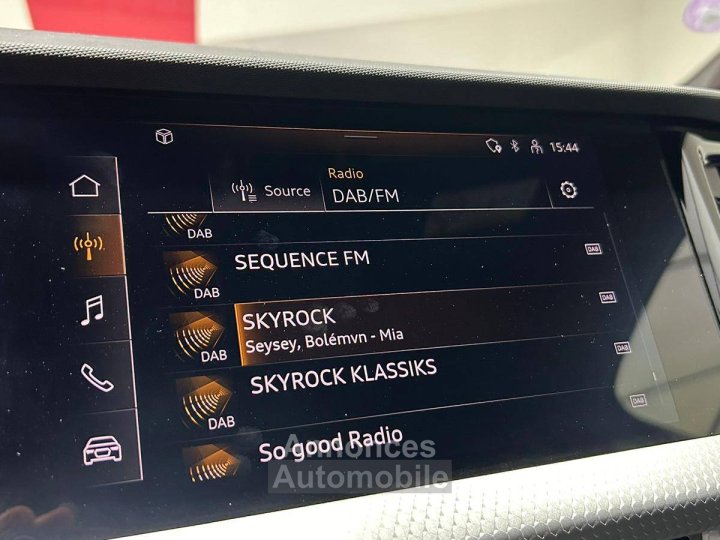 15:44
Radio
Source
DAB/FM
DAB
SEQUENCE FM
DAB
DAB
SKYROCK
DAB
Seysey, Bolémvn - Mia
DAB
SKYROCK KLASSIKS
DAB
DAB
So good Radio
DAB
Annonces
Automobile